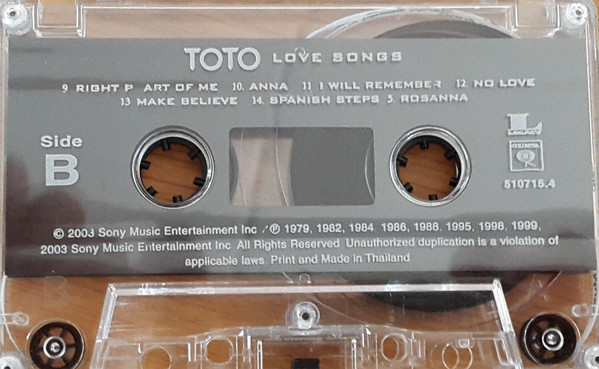 TOTO LOVE SONGS
9 RIGHT P ART OF ME 10. ANNA 11 I WILL REMEMBER 12. NO LOVE
13 MAKE BELIEVE 14. SPANISH STEPS 5. ROSANNA
Side
B
L
LEGACY
COLUMBIA
510715.4
© 2003 Sony Music Entertainment Inc / ℗ 1979, 1982, 1984, 1986, 1988, 1995, 1998, 1999,
2003 Sony Music Entertainment Inc All Rights Reserved Unauthorized duplication is a violation of
applicable laws Print and Made in Thailand